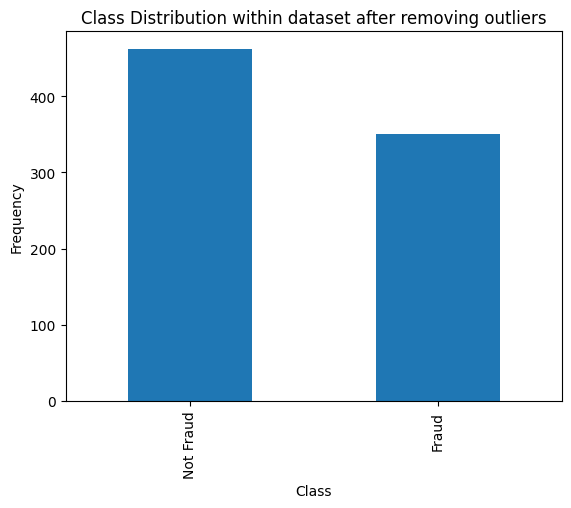 Class Distribution within dataset after removing outliers
Frequency
400
300
200
100
0
Not Fraud
Fraud
Class